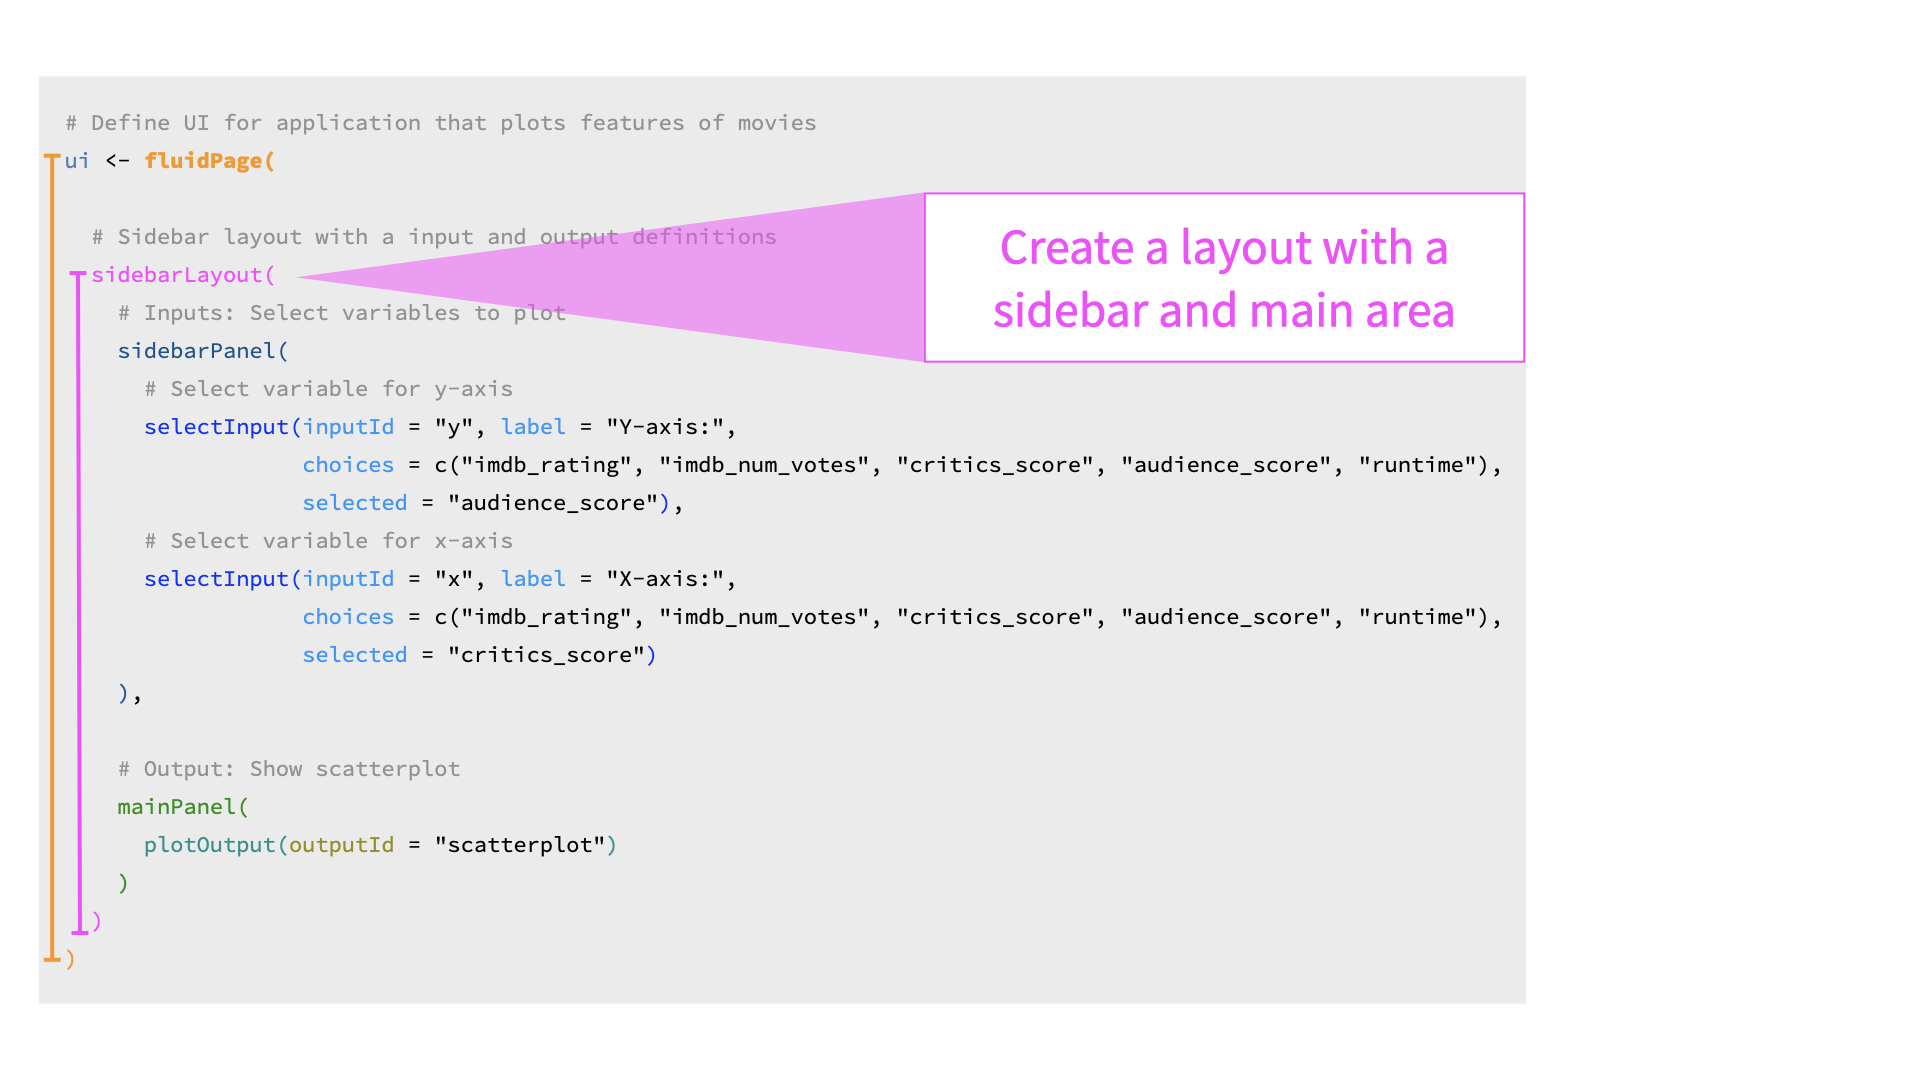 # Define UI for application that plots features of movies
ui <- fluidPage(
# Sidebar layout with a input and output definitions
sidebarLayout(
Create a layout with a
sidebar and main area
# Inputs: Select variables to plot
sidebarPanel(
# Select variable for y-axis
selectInput(inputId = "y", label = "Y-axis:",
choices = c("imdb_rating", "imdb_num_votes", "critics_score", "audience_score", "runtime"),
selected = "audience_score"),
# Select variable for x-axis
selectInput(inputId = "x", label = "X-axis:",
choices = c("imdb_rating", "imdb_num_votes", "critics_score", "audience_score", "runtime"),
selected = "critics_score")
),
# Output: Show scatterplot
mainPanel(
plotOutput(outputId = "scatterplot")
)
)
)